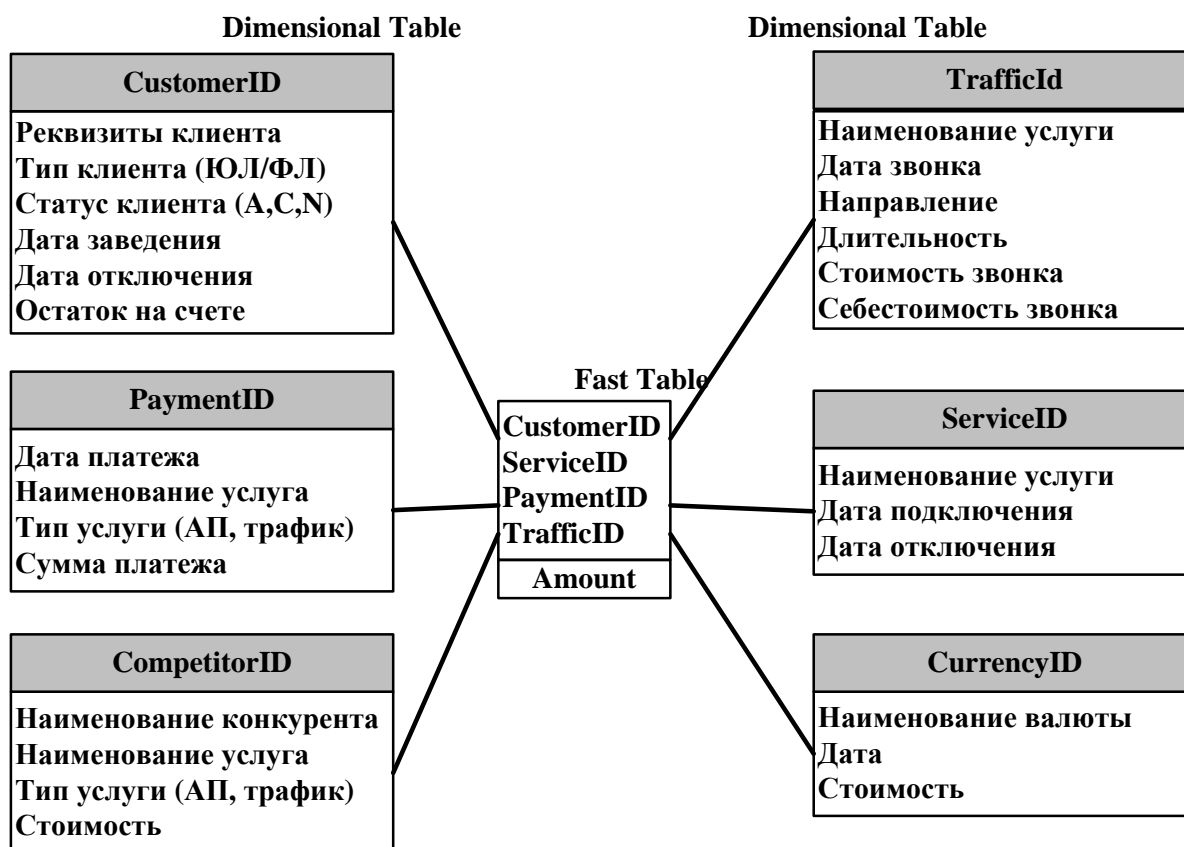 Dimensional Table
Dimensional Table
CustomerID
Реквизиты клиента
Тип клиента (ЮЛ/ФЛ)
Статус клиента (A,C,N)
Дата заведения
Дата отключения
Остаток на счете
TrafficId
Наименование услуги
Дата звонка
Направление
Длительность
Стоимость звонка
Себестоимость звонка
PaymentID
Дата платежа
Наименование услуга
Тип услуги (АП, трафик)
Сумма платежа
Fast Table
CustomerID
ServiceID
PaymentID
TrafficID
Amount
ServiceID
Наименование услуги
Дата подключения
Дата отключения
CompetitorID
Наименование конкурента
Наименование услуга
Тип услуги (АП, трафик)
Стоимость
CurrencyID
Наименование валюты
Дата
Стоимость